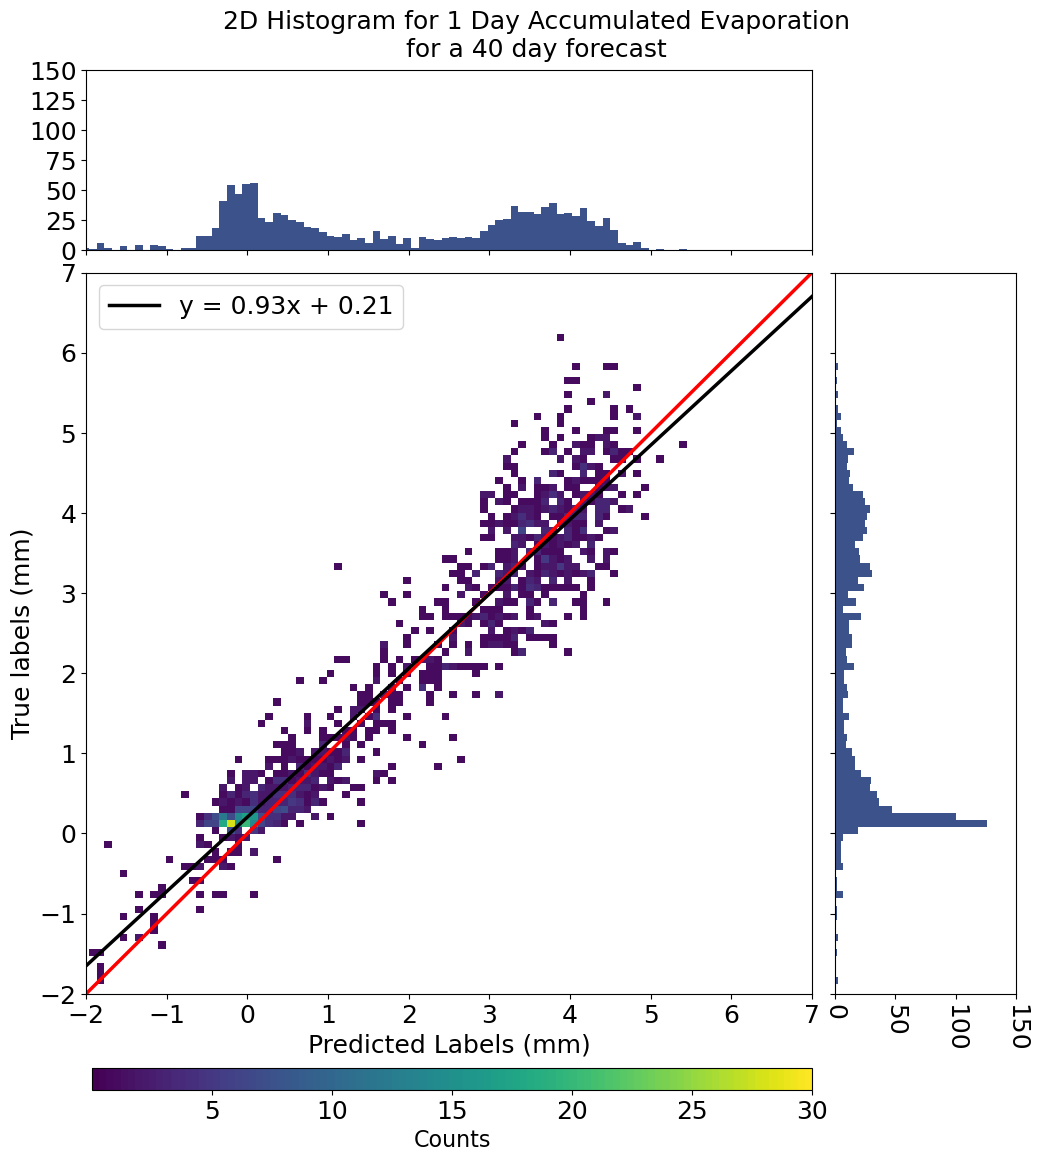 2D Histogram for 1 Day Accumulated Evaporation
for a 40 day forecast
150
125
100
75
50
25
0
7
6
5
4
3
2
1
0
−1
−2
True labels (mm)
y = 0.93x + 0.21
−2 −1 0 1 2 3 4 5 6 7
Predicted Labels (mm)
0 50 100 150
5 10 15 20 25 30
Counts